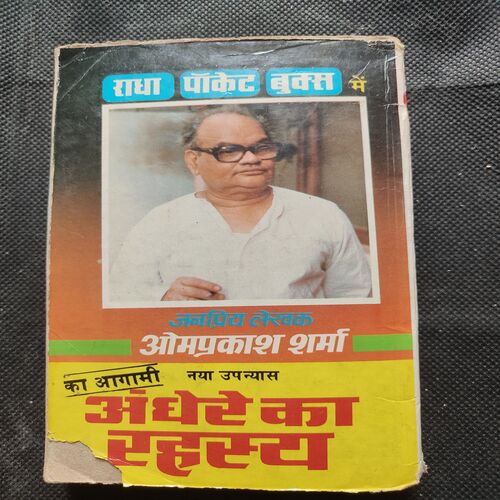 राधा पॉकेट बुक्स में
जनप्रिय लेखक
ओमप्रकाश शर्मा
का आगामी नया उपन्यास
अंधेरे का
रहस्य